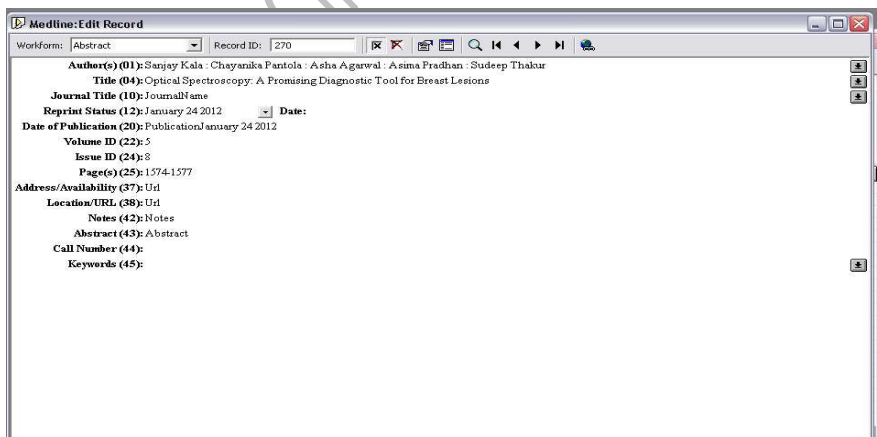 Medline:Edit Record
Workform: Abstract Record ID: 270
Author(s) (01): Sanjay Kala : Chayanika Pantola : Asha Agarwal : Asima Pradhan : Sudeep Thakur
Title (04): Optical Spectroscopy: A Promising Diagnostic Tool for Breast Lesions
Journal Title (10): JournalName
Reprint Status (12): January 24 2012 Date:
Date of Publication (20): PublicationJanuary 24 2012
Volume ID (22): 5
Issue ID (24): 8
Page(s) (25): 1574-1577
Address/Availability (37): Url
Location/URL (38): Url
Notes (42): Notes
Abstract (43): Abstract
Call Number (44):
Keywords (45):